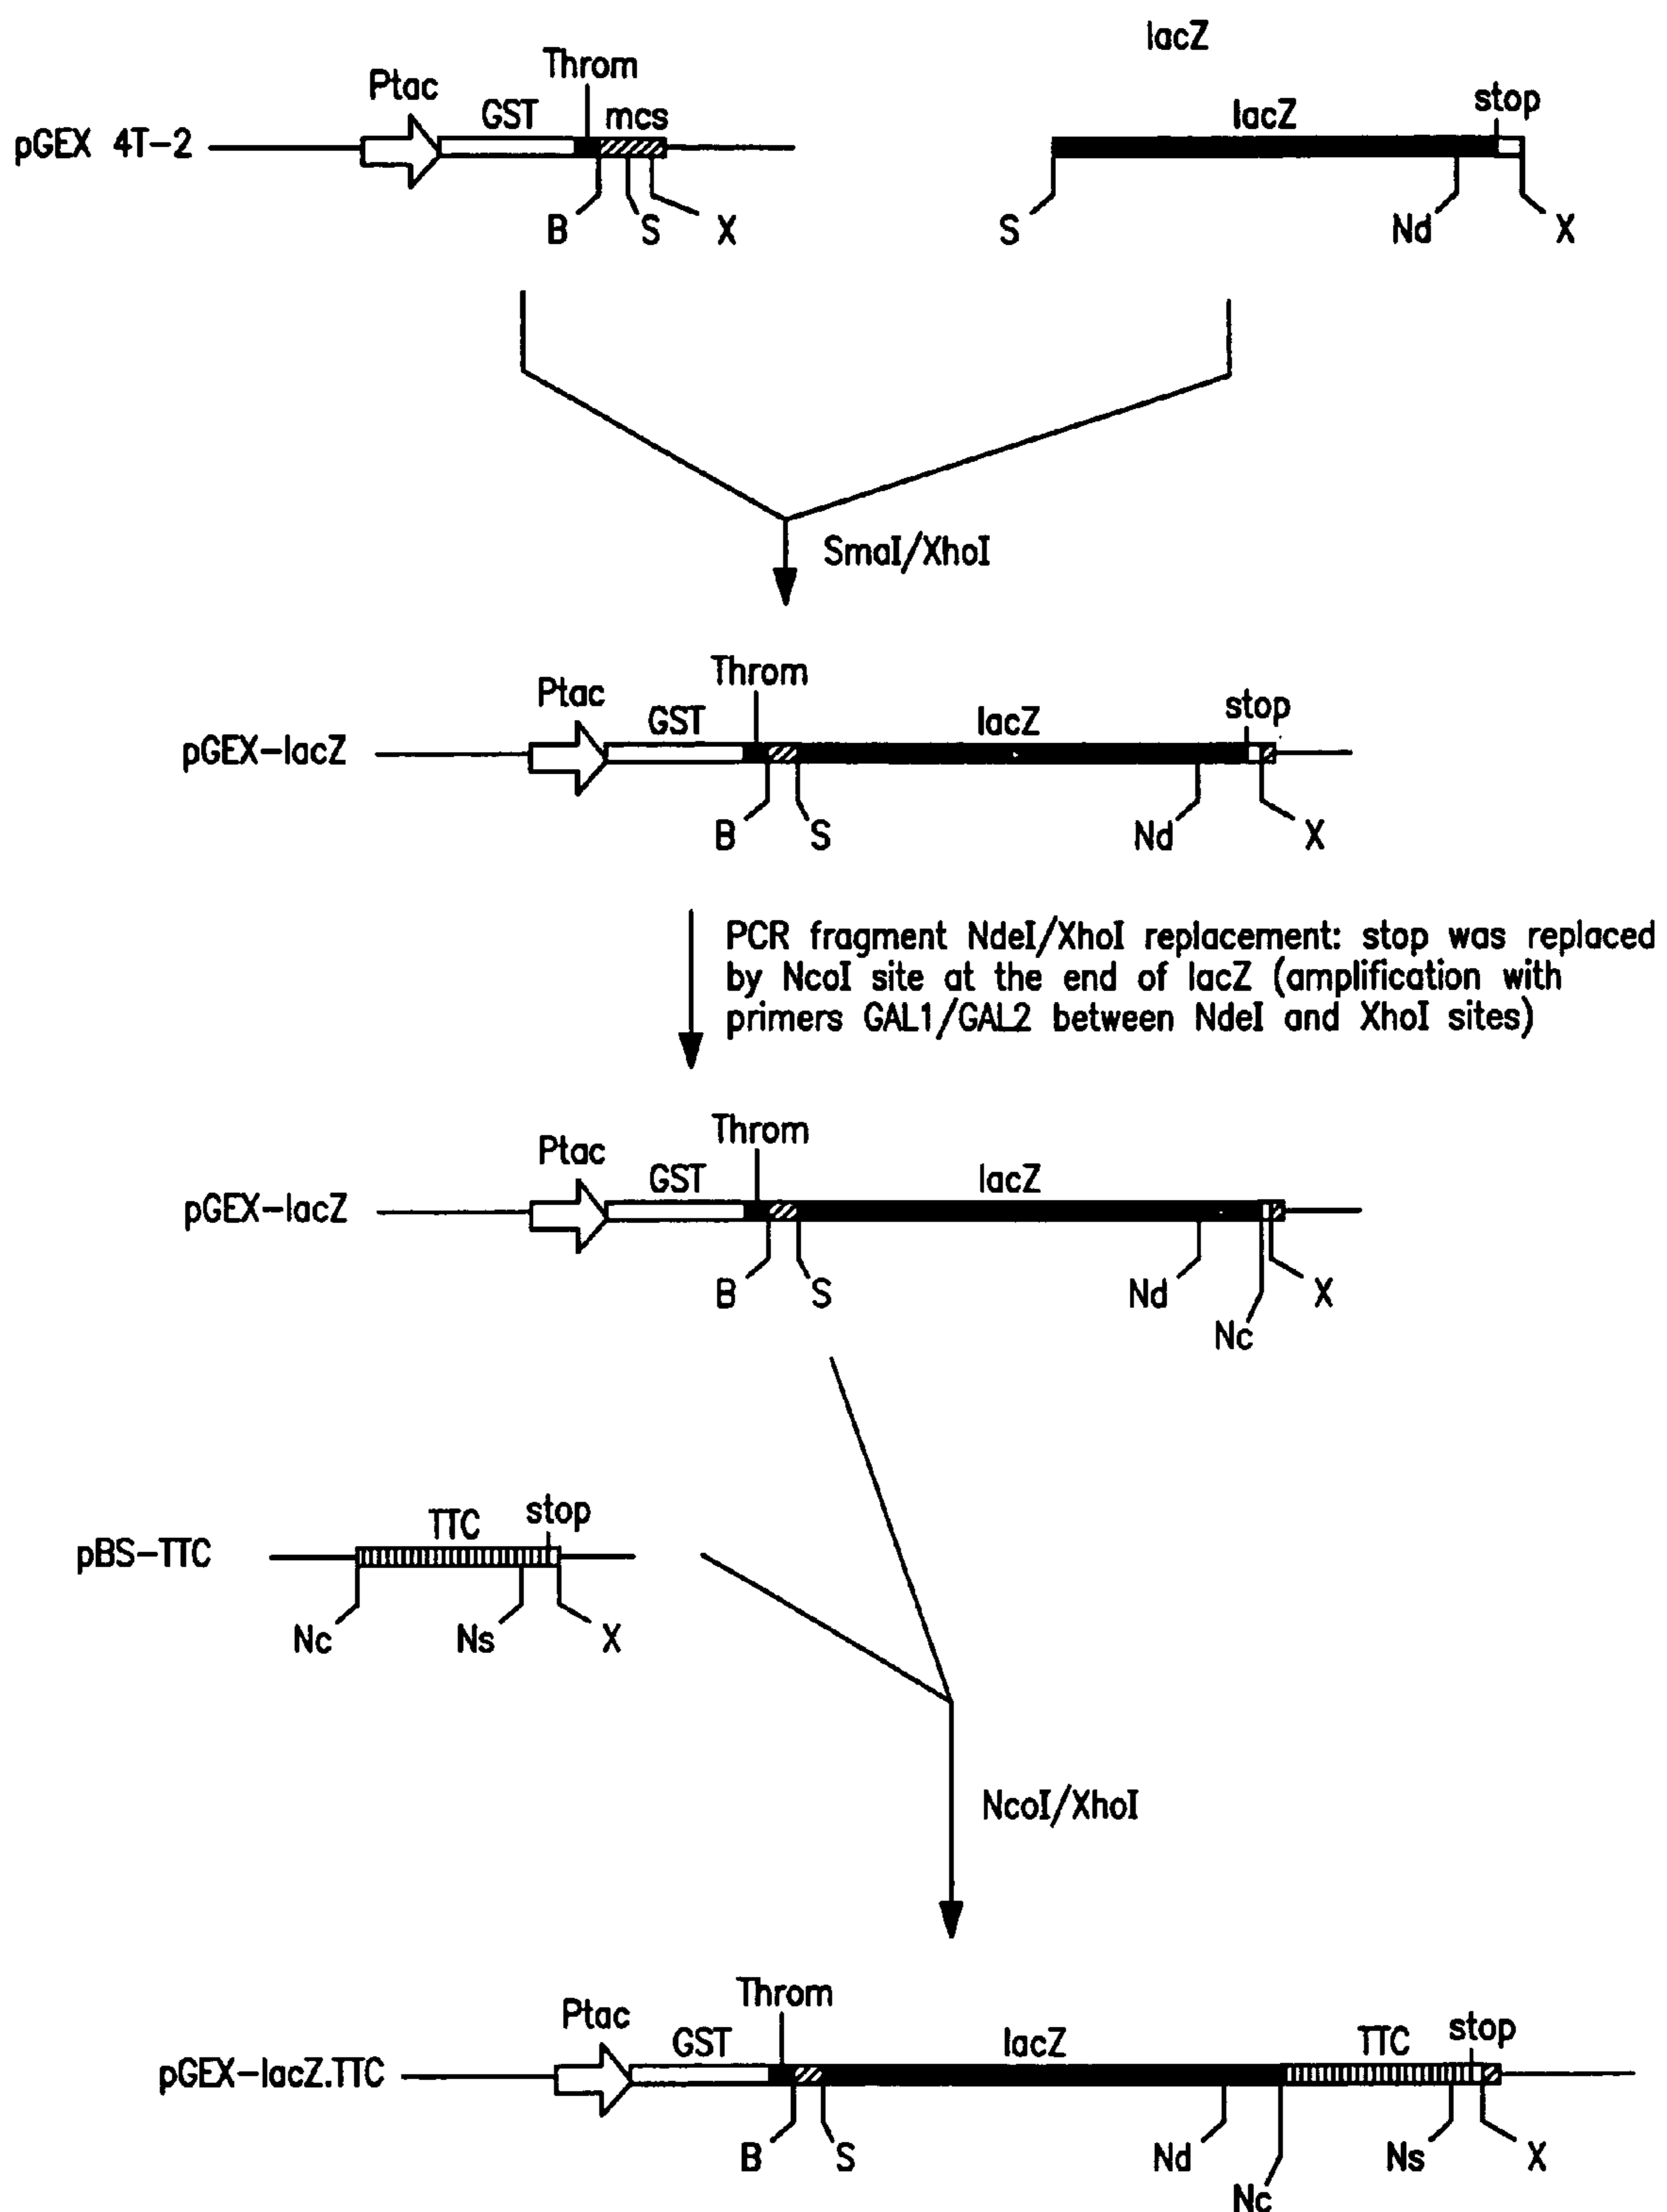 lacZ
Throm
Ptac
GST
mcs
pGEX 4T-2
B
S
X
lacZ
stop
S
Nd
X
SmaI/XhoI
Throm
Ptac
GST
lacZ
stop
pGEX-lacZ
B
S
Nd
X
PCR fragment NdeI/XhoI replacement: stop was replaced
by NcoI site at the end of lacZ (amplification with
primers GAL1/GAL2 between NdeI and XhoI sites)
Throm
Ptac
GST
lacZ
pGEX-lacZ
B
S
Nd
X
Nc
TTC
stop
pBS-TTC
Nc
Ns
X
NcoI/XhoI
Throm
Ptac
GST
lacZ
TTC
stop
pGEX-lacZ.TTC
B
S
Nd
Ns
X
Nc